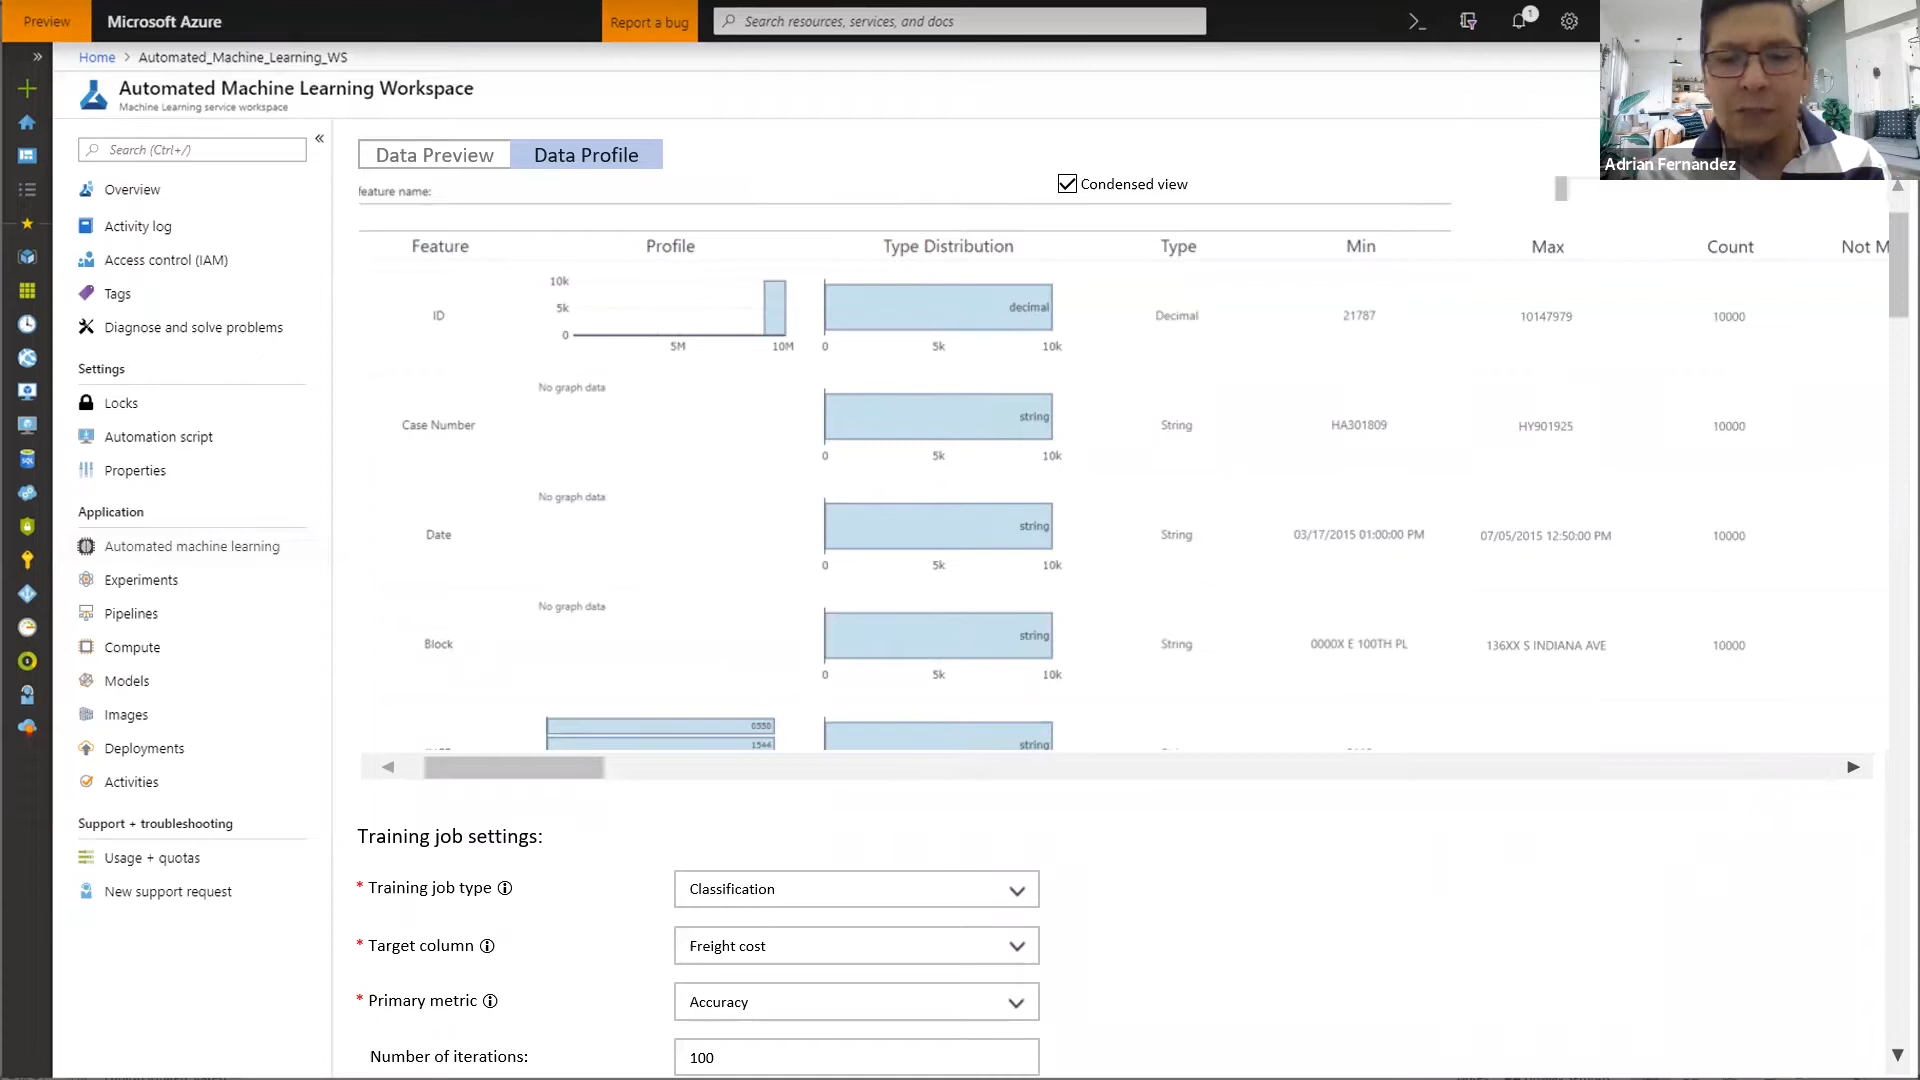 Preview
Microsoft Azure
Report a bug
Search resources, services, and docs
1
Adrian Fernandez
Home > Automated_Machine_Learning_WS
Automated Machine Learning Workspace
Machine Learning service workspace
Search (Ctrl+/)
Overview
Activity log
Access control (IAM)
Tags
Diagnose and solve problems
Settings
Locks
Automation script
Properties
Application
Automated machine learning
Experiments
Pipelines
Compute
Models
Images
Deployments
Activities
Support + troubleshooting
Usage + quotas
New support request
Data Preview Data Profile
feature name:
Condensed view
Feature Profile Type Distribution Type Min Max Count Not M
10k
5k
0
5M 10M
ID
decimal
0 5k 10k
Decimal 21787 10147979 10000
No graph data
Case Number
string
0 5k 10k
String HA301809 HY901925 10000
No graph data
Date
string
0 5k 10k
String 03/17/2015 01:00:00 PM 07/05/2015 12:50:00 PM 10000
No graph data
Block
string
0 5k 10k
String 0000X E 100TH PL 136XX S INDIANA AVE 10000
0550
1544
string
Training job settings:
* Training job type Classification
* Target column Freight cost
* Primary metric Accuracy
Number of iterations: 100